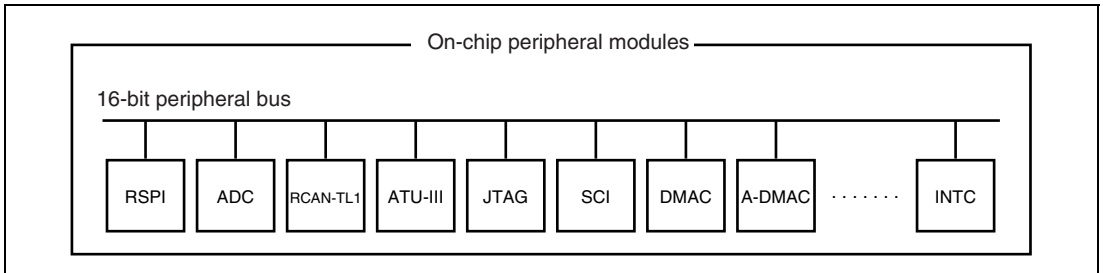 On-chip peripheral modules
16-bit peripheral bus
RSPI ADC RCAN-TL1 ATU-III JTAG SCI DMAC A-DMAC ······· INTC